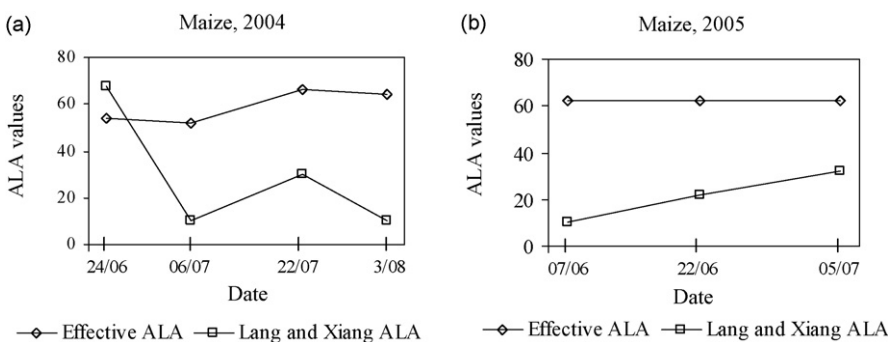 (a)
Maize, 2004
80
60
40
20
0
ALA values
24/06 06/07 22/07 3/08
Date
Effective ALA Lang and Xiang ALA
(b)
Maize, 2005
80
60
40
20
0
ALA values
07/06 22/06 05/07
Date
Effective ALA Lang and Xiang ALA